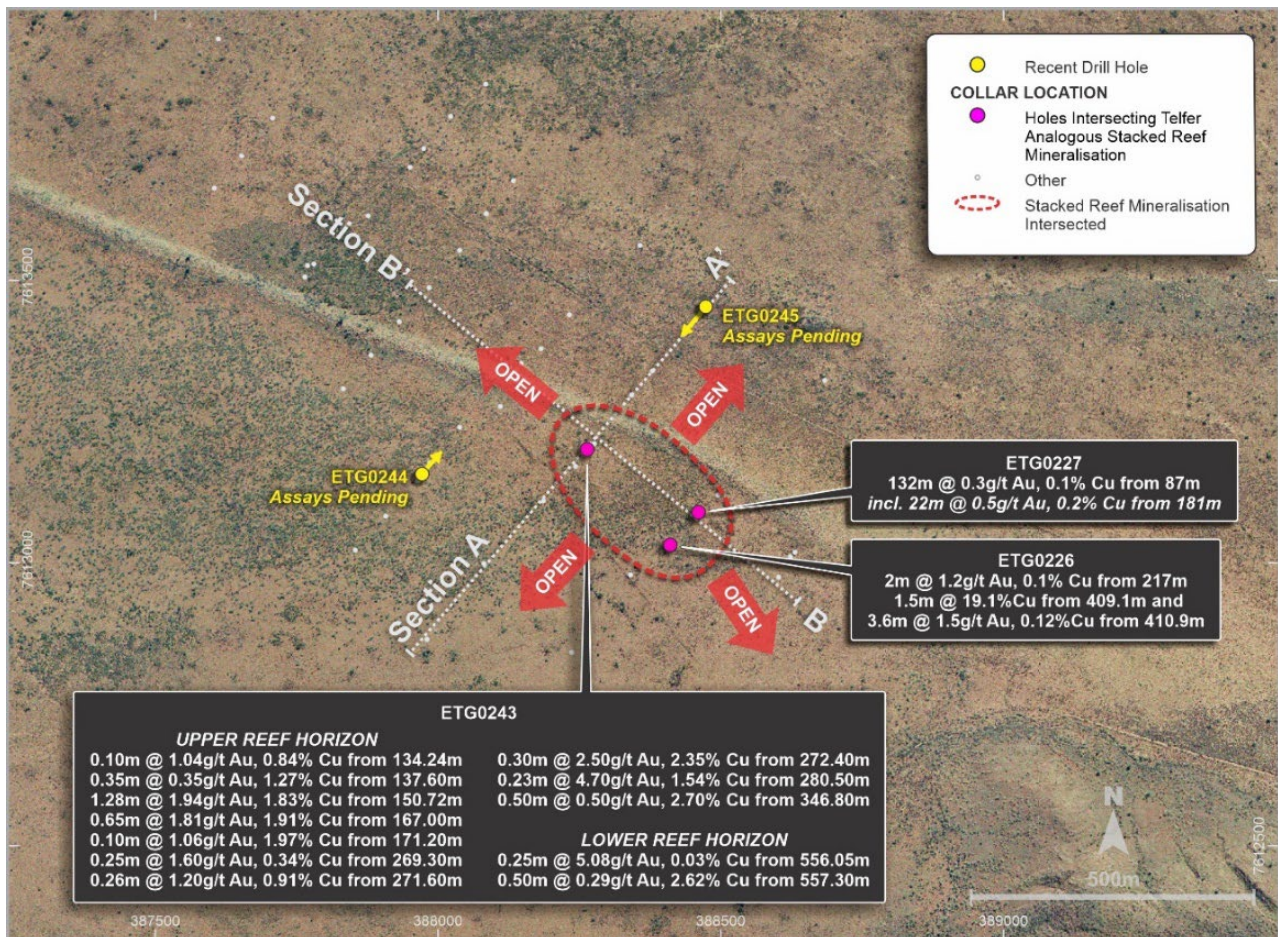 Recent Drill Hole
COLLAR LOCATION
Holes Intersecting Telfer
Analogous Stacked Reef
Mineralisation
Other
Stacked Reef Mineralisation
Intersected
Section B'
A'
7613500
ETG0245
Assays Pending
OPEN
OPEN
ETG0244
Assays Pending
ETG0227
132m @ 0.3g/t Au, 0.1% Cu from 87m
incl. 22m @ 0.5g/t Au, 0.2% Cu from 181m
7613000
ETG0226
2m @ 1.2g/t Au, 0.1% Cu from 217m
1.5m @ 19.1%Cu from 409.1m and
3.6m @ 1.5g/t Au, 0.12%Cu from 410.9m
OPEN
OPEN
Section A
B
ETG0243
UPPER REEF HORIZON
0.10m @ 1.04g/t Au, 0.84% Cu from 134.24m
0.35m @ 0.35g/t Au, 1.27% Cu from 137.60m
1.28m @ 1.94g/t Au, 1.83% Cu from 150.72m
0.65m @ 1.81g/t Au, 1.91% Cu from 167.00m
0.10m @ 1.06g/t Au, 1.97% Cu from 171.20m
0.25m @ 1.60g/t Au, 0.34% Cu from 269.30m
0.26m @ 1.20g/t Au, 0.91% Cu from 271.60m
0.30m @ 2.50g/t Au, 2.35% Cu from 272.40m
0.23m @ 4.70g/t Au, 1.54% Cu from 280.50m
0.50m @ 0.50g/t Au, 2.70% Cu from 346.80m
LOWER REEF HORIZON
0.25m @ 5.08g/t Au, 0.03% Cu from 556.05m
0.50m @ 0.29g/t Au, 2.62% Cu from 557.30m
N
500m
7612500
387500
388000
388500
389000